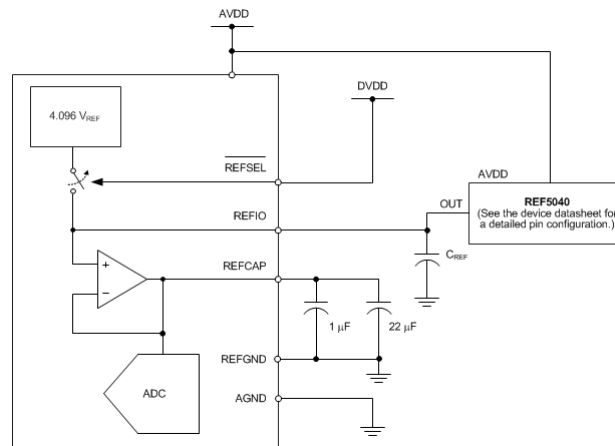 AVDD
DVDD
4.096 VREF
REFSEL
AVDD
REF5040
(See the device datasheet for
a detailed pin configuration.)
OUT
REFIO
CREF
REFCAP
1 µF
22 µF
REFGND
ADC
AGND